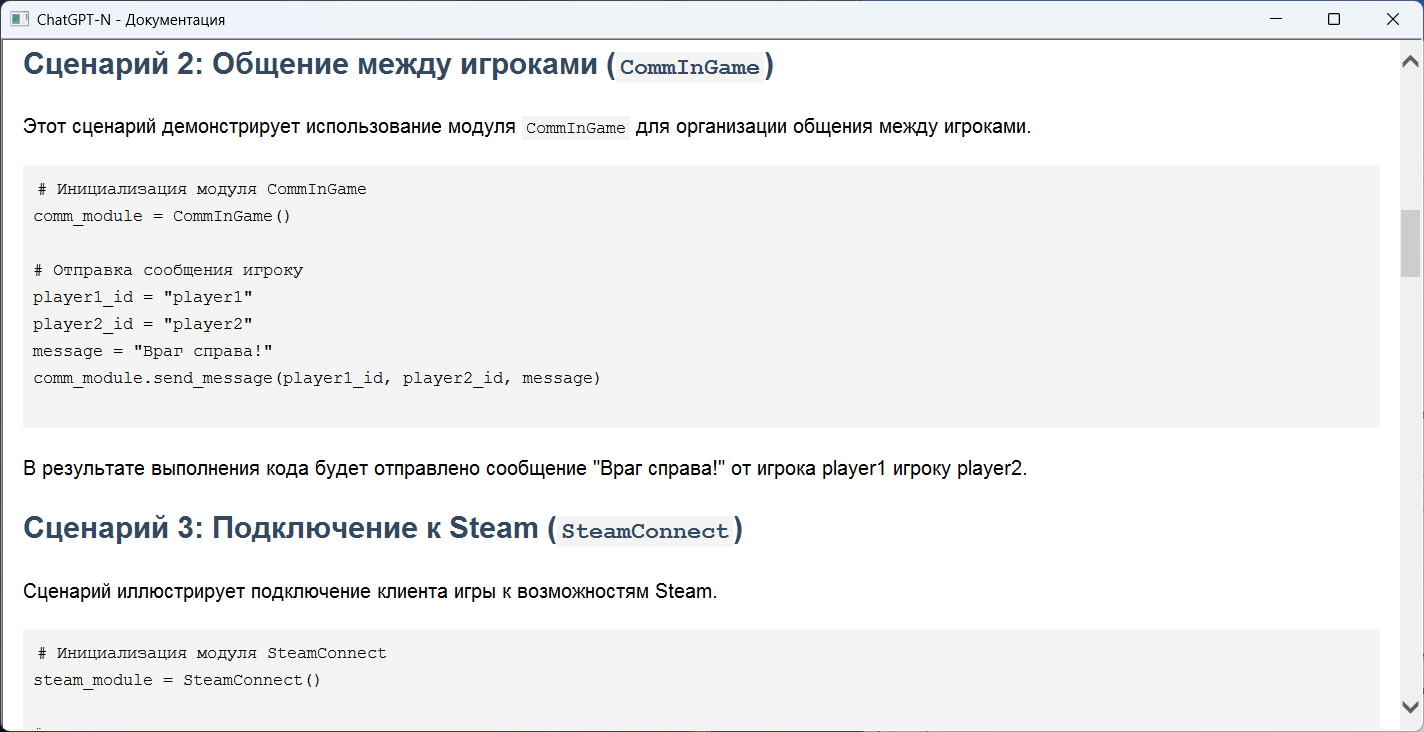 ChatGPT-N - Документация
Сценарий 2: Общение между игроками (CommInGame)
Этот сценарий демонстрирует использование модуля CommInGame для организации общения между игроками.
# Инициализация модуля CommInGame
comm_module = CommInGame()
# Отправка сообщения игроку
player1_id = "player1"
player2_id = "player2"
message = "Враг справа!"
comm_module.send_message(player1_id, player2_id, message)
В результате выполнения кода будет отправлено сообщение "Враг справа!" от игрока player1 игроку player2.
Сценарий 3: Подключение к Steam (SteamConnect)
Сценарий иллюстрирует подключение клиента игры к возможностям Steam.
# Инициализация модуля SteamConnect
steam_module = SteamConnect()